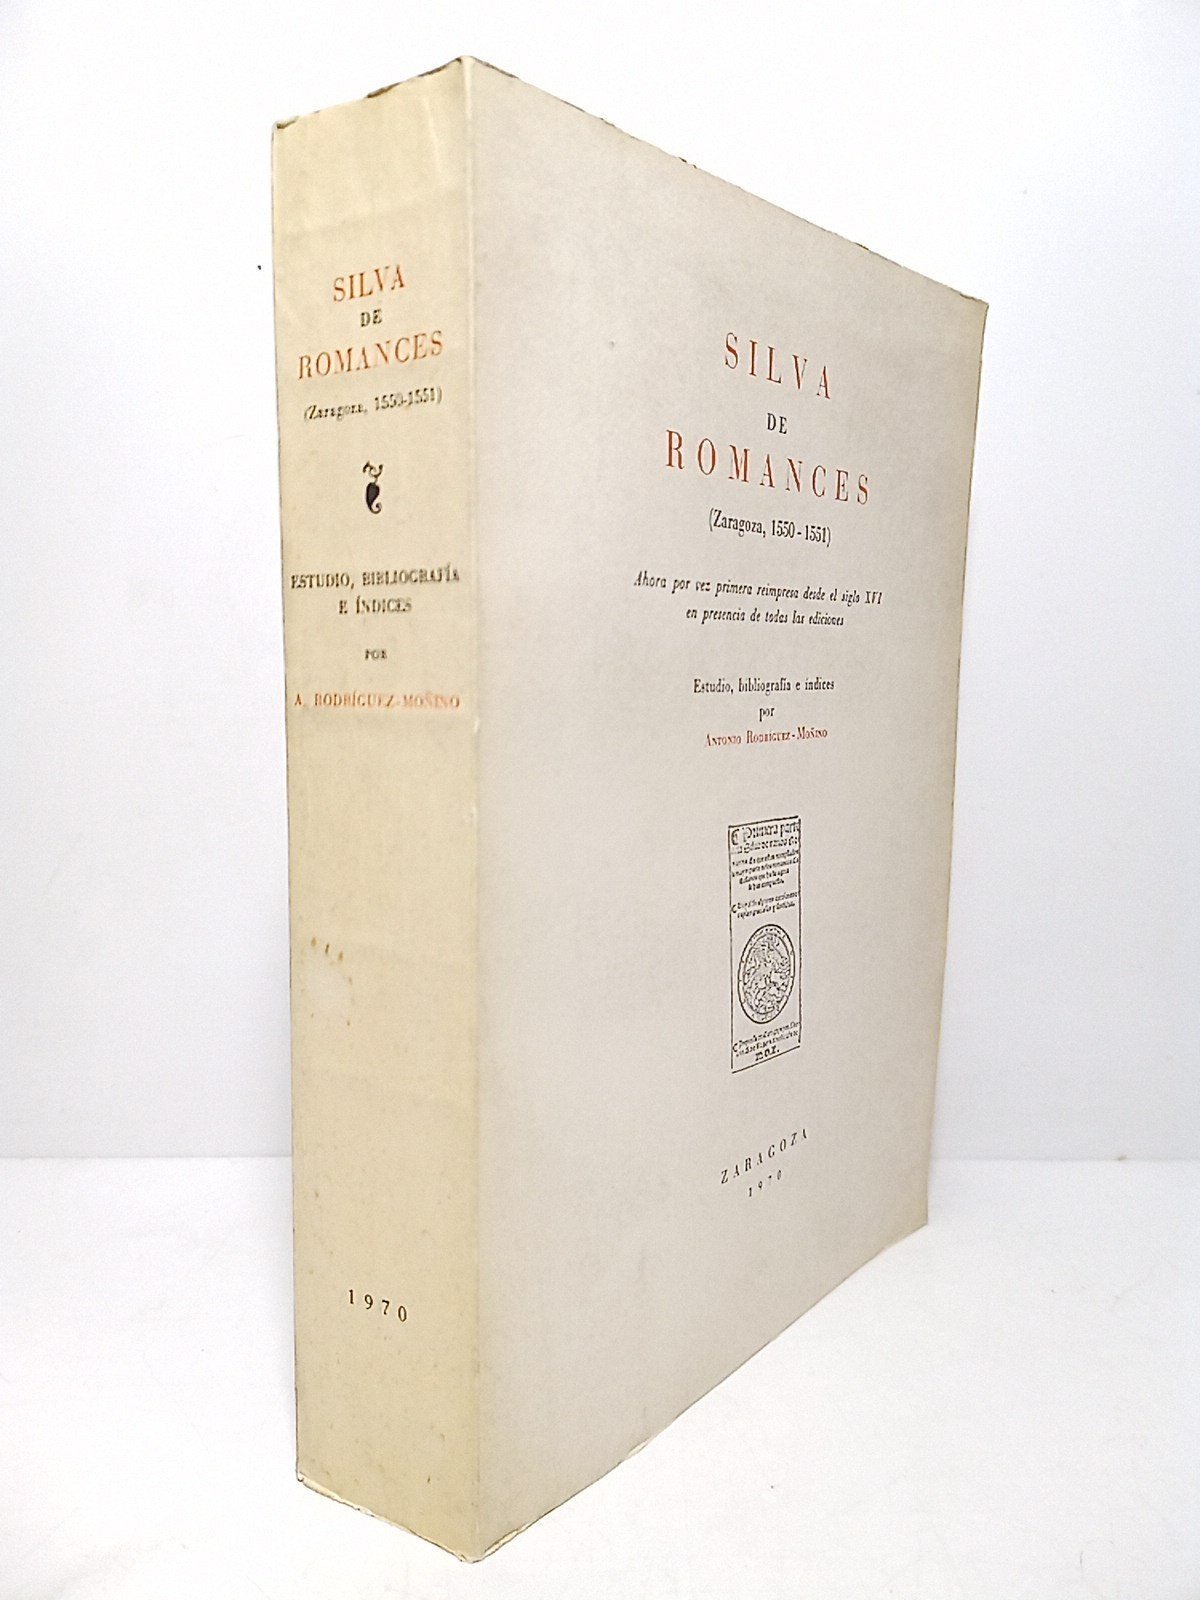 SILVA
DE
ROMANCES
(Zaragoza, 1550-1551)
ESTUDIO, BIBLIOGRAFÍA
E ÍNDICES
POR
A. RODRÍGUEZ-MOÑINO
1970
SILVA
DE
ROMANCES
(Zaragoza, 1550-1551)
Ahora por vez primera reimpresa desde el siglo XVI
en presencia de todas las ediciones
Estudio, bibliografía e índices
por
ANTONIO RODRÍGUEZ-MOÑINO
Primera parte
ZARAGOZA
1970